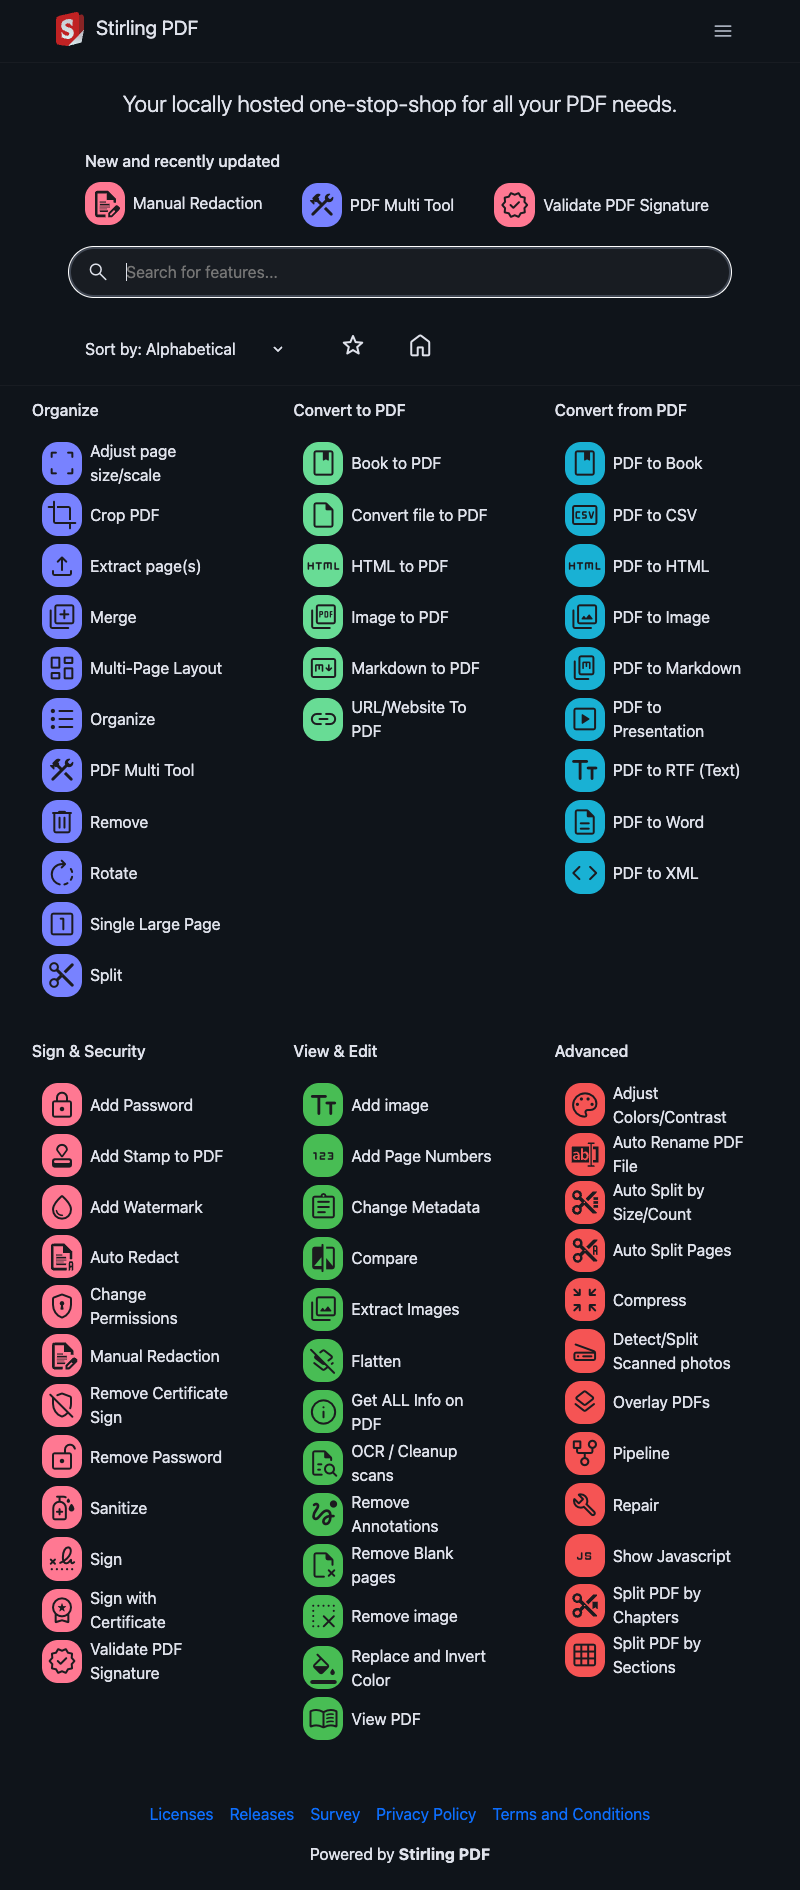 Stirling PDF
Your locally hosted one-stop-shop for all your PDF needs.
New and recently updated
Manual Redaction
PDF Multi Tool
Validate PDF Signature
Search for features...
Sort by: Alphabetical
Organize
Adjust page
size/scale
Crop PDF
Extract page(s)
Merge
Multi-Page Layout
Organize
PDF Multi Tool
Remove
Rotate
1
Single Large Page
Split
Convert to PDF
Book to PDF
Convert file to PDF
HTML
HTML to PDF
PDF
Image to PDF
M
Markdown to PDF
URL/Website To
PDF
Convert from PDF
PDF to Book
CSV
PDF to CSV
HTML
PDF to HTML
PDF to Image
M
PDF to Markdown
PDF to
Presentation
TT
PDF to RTF (Text)
PDF to Word
PDF to XML
Sign & Security
Add Password
Add Stamp to PDF
Add Watermark
A
Auto Redact
Change
Permissions
Manual Redaction
Remove Certificate
Sign
Remove Password
Sanitize
Sign
Sign with
Certificate
Validate PDF
Signature
View & Edit
TT
Add image
123
Add Page Numbers
Change Metadata
Compare
Extract Images
Flatten
Get ALL Info on
PDF
OCR / Cleanup
scans
Remove
Annotations
Remove Blank
pages
Remove image
Replace and Invert
Color
View PDF
Advanced
Adjust
Colors/Contrast
ab
Auto Rename PDF
File
Auto Split by
Size/Count
A
Auto Split Pages
Compress
Detect/Split
Scanned photos
Overlay PDFs
Pipeline
Repair
JS
Show Javascript
Split PDF by
Chapters
Split PDF by
Sections
Licenses Releases Survey Privacy Policy Terms and Conditions
Powered by Stirling PDF